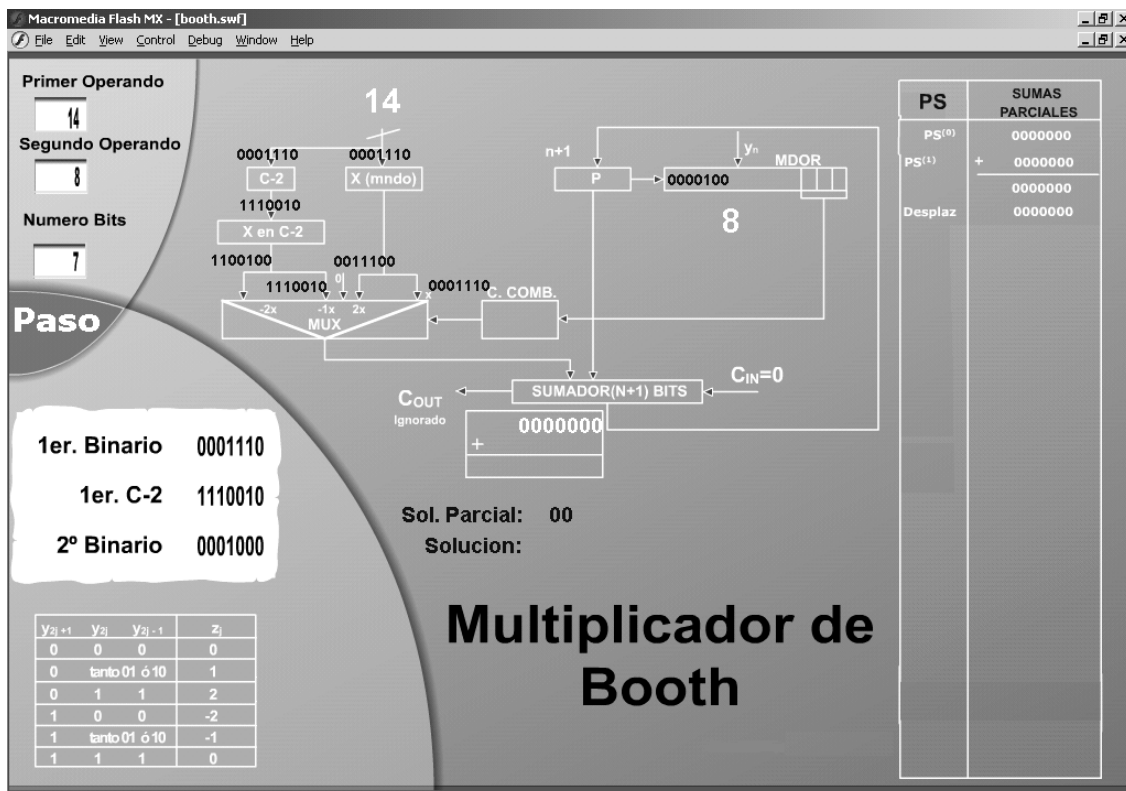 Macromedia Flash MX - [booth.swf]
File Edit View Control Debug Window Help
Primer Operando
14
Segundo Operando
8
Numero Bits
7
Paso
1er. Binario 0001110
1er. C-2 1110010
2º Binario 0001000
y2j +1 y2j y2j - 1 zj
0 0 0 0
0 tanto 01 ó 10 1
0 1 1 2
1 0 0 -2
1 tanto 01 ó 10 -1
1 1 1 0
14
0001110 0001110
C-2 X (mndo)
1110010
X en C-2
1100100 0011100
1110010 0 0001110
-2x -1x 2x x
MUX
C. COMB.
n+1 yn MDOR
P 0000100
8
CIN=0
SUMADOR(N+1) BITS
COUT
Ignorado
0000000
+
Sol. Parcial: 00
Solucion:
Multiplicador de
Booth
PS SUMAS
PARCIALES
PS(0) 0000000
PS(1) + 0000000
0000000
Desplaz 0000000